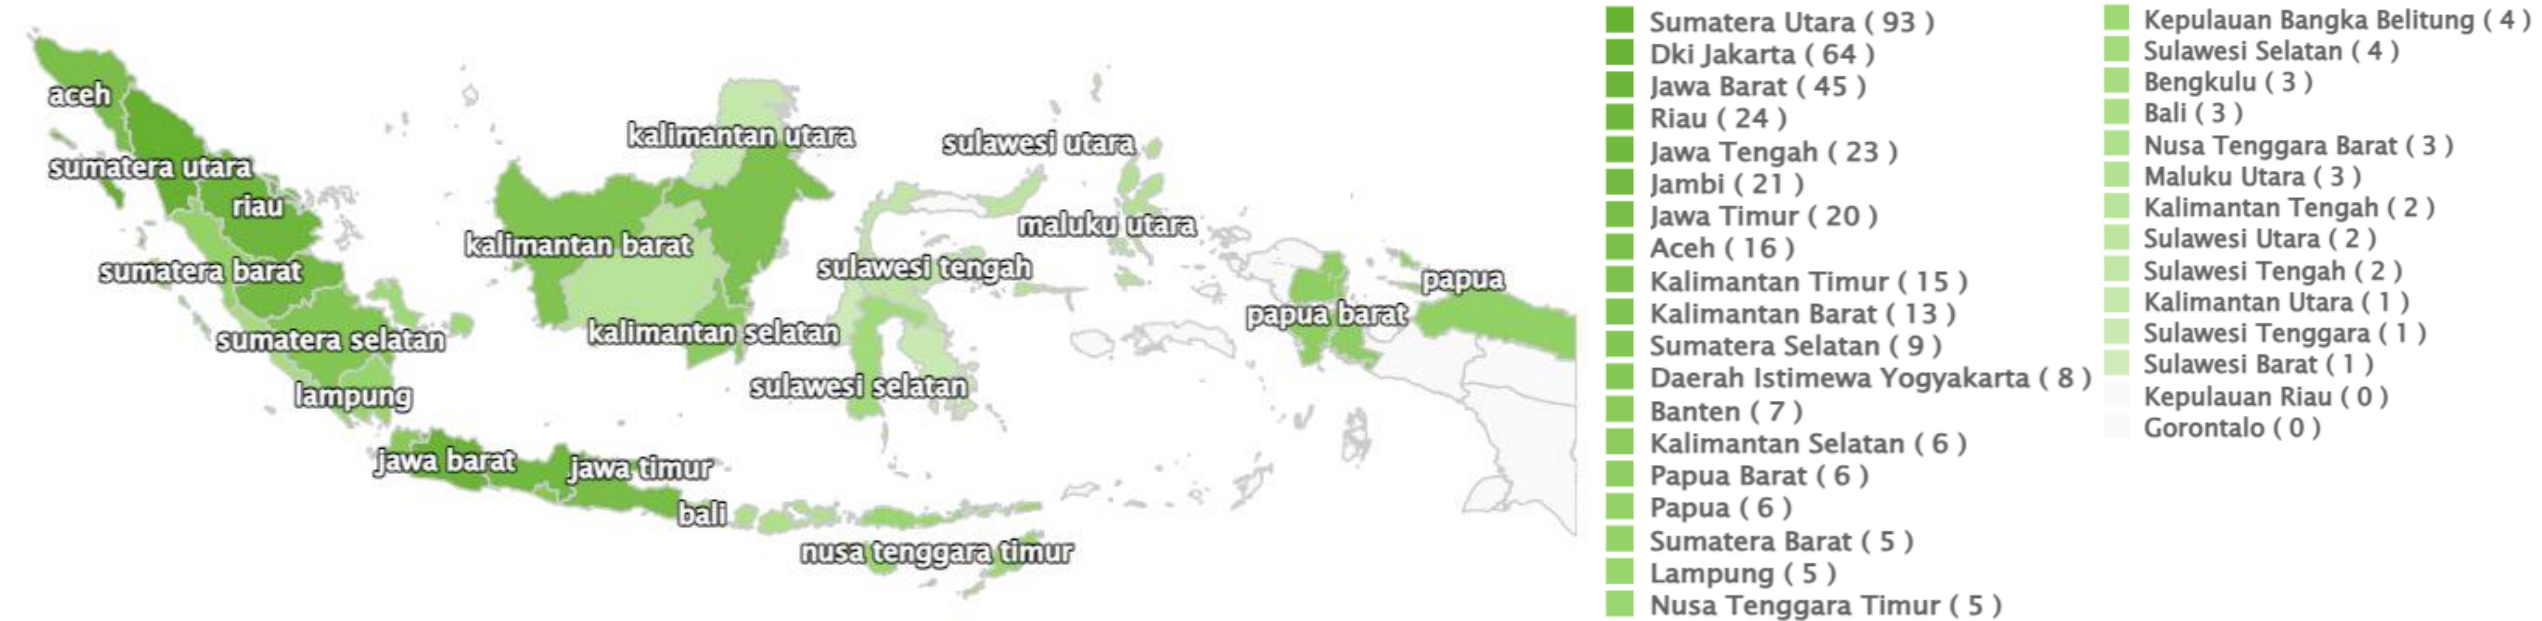 aceh
sumatera utara
riau
sumatera barat
sumatera selatan
lampung
kalimantan utara
kalimantan barat
kalimantan selatan
sulawesi utara
maluku utara
sulawesi tengah
sulawesi selatan
papua
papua barat
jawa barat
jawa timur
bali
nusa tenggara timur
Sumatera Utara ( 93 )
Dki Jakarta ( 64 )
Jawa Barat ( 45 )
Riau ( 24 )
Jawa Tengah ( 23 )
Jambi ( 21 )
Jawa Timur ( 20 )
Aceh ( 16 )
Kalimantan Timur ( 15 )
Kalimantan Barat ( 13 )
Sumatera Selatan ( 9 )
Daerah Istimewa Yogyakarta ( 8 )
Banten ( 7 )
Kalimantan Selatan ( 6 )
Papua Barat ( 6 )
Papua ( 6 )
Sumatera Barat ( 5 )
Lampung ( 5 )
Nusa Tenggara Timur ( 5 )
Kepulauan Bangka Belitung ( 4 )
Sulawesi Selatan ( 4 )
Bengkulu ( 3 )
Bali ( 3 )
Nusa Tenggara Barat ( 3 )
Maluku Utara ( 3 )
Kalimantan Tengah ( 2 )
Sulawesi Utara ( 2 )
Sulawesi Tengah ( 2 )
Kalimantan Utara ( 1 )
Sulawesi Tenggara ( 1 )
Sulawesi Barat ( 1 )
Kepulauan Riau ( 0 )
Gorontalo ( 0 )